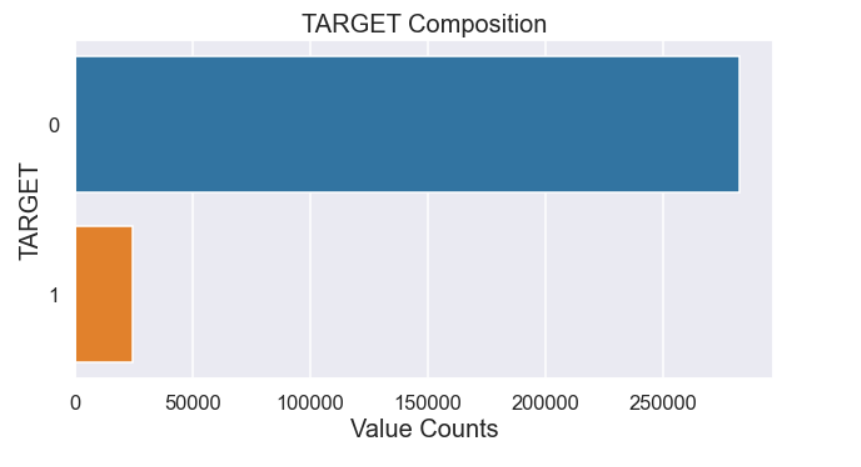 TARGET Composition
0
TARGET
1
0 50000 100000 150000 200000 250000
Value Counts